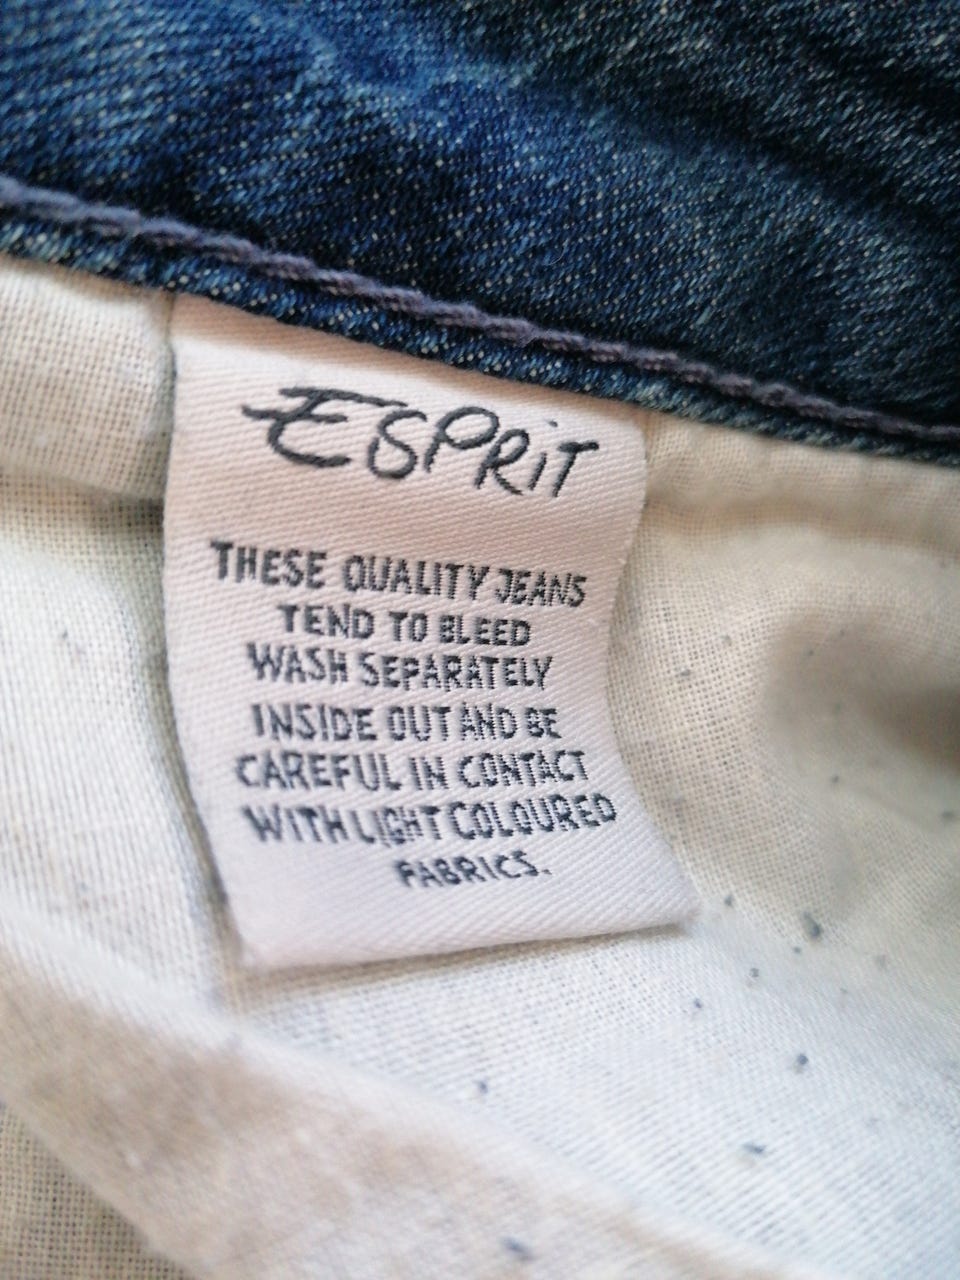 ESPRiT
THESE QUALITY JEANS
TEND TO BLEED
WASH SEPARATELY
INSIDE OUT AND BE
CAREFUL IN CONTACT
WITH LIGHT COLOURED
FABRICS.